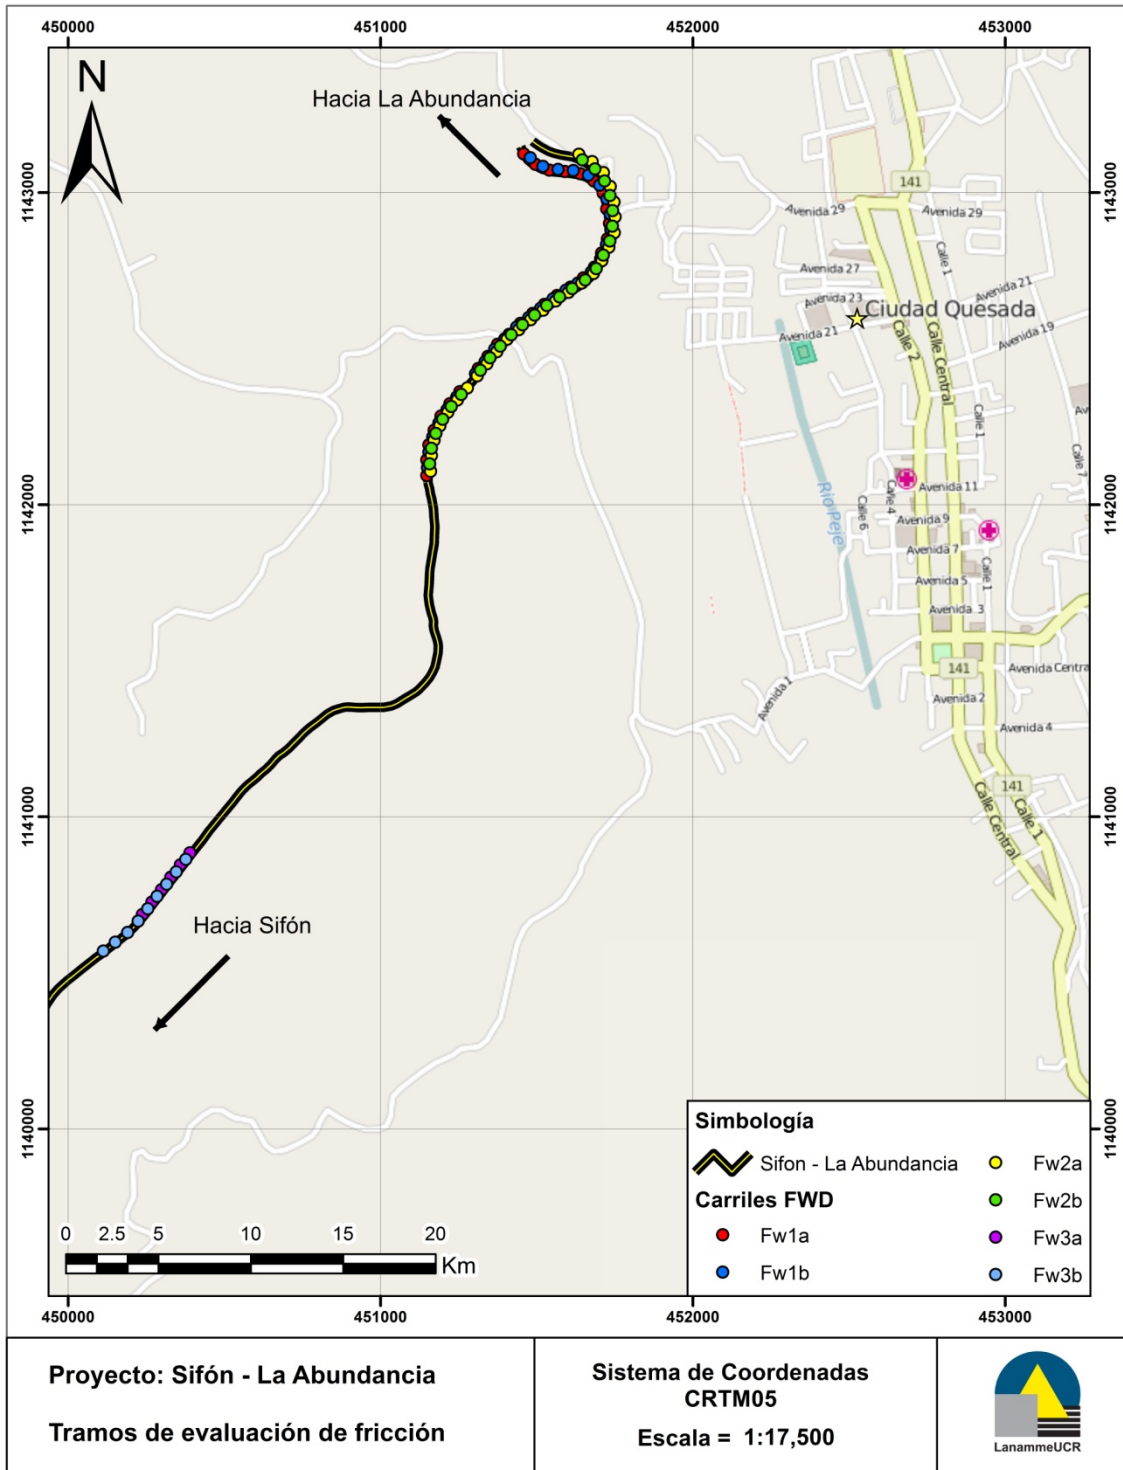 450000 451000 452000 453000
N
Hacia La Abundancia
1143000
1143000
141
Avenida 29
Avenida 29
Calle 1
Avenida 27
Avenida 21
Avenida 23
Ciudad Quesada
Avenida 21
Avenida 19
Calle 2
Calle Central
Calle 1
Av
Calle 7
Río Peje
Calle 4
Avenida 11
1142000
1142000
Calle 6
Avenida 9
Avenida 7
Calle 1
Avenida 5
Avenida 3
141
Avenida Centra
Avenida 1
Avenida 2
Avenida 4
141
Calle Central
Calle 1
1141000
1141000
Hacia Sifón
1140000
1140000
Simbología
Sifon - La Abundancia
Carriles FWD
Fw1a
Fw1b
Fw2a
Fw2b
Fw3a
Fw3b
0 2.5 5 10 15 20
Km
450000 451000 452000 453000
Proyecto: Sifón - La Abundancia
Tramos de evaluación de fricción
Sistema de Coordenadas
CRTM05
Escala = 1:17,500
LanammeUCR